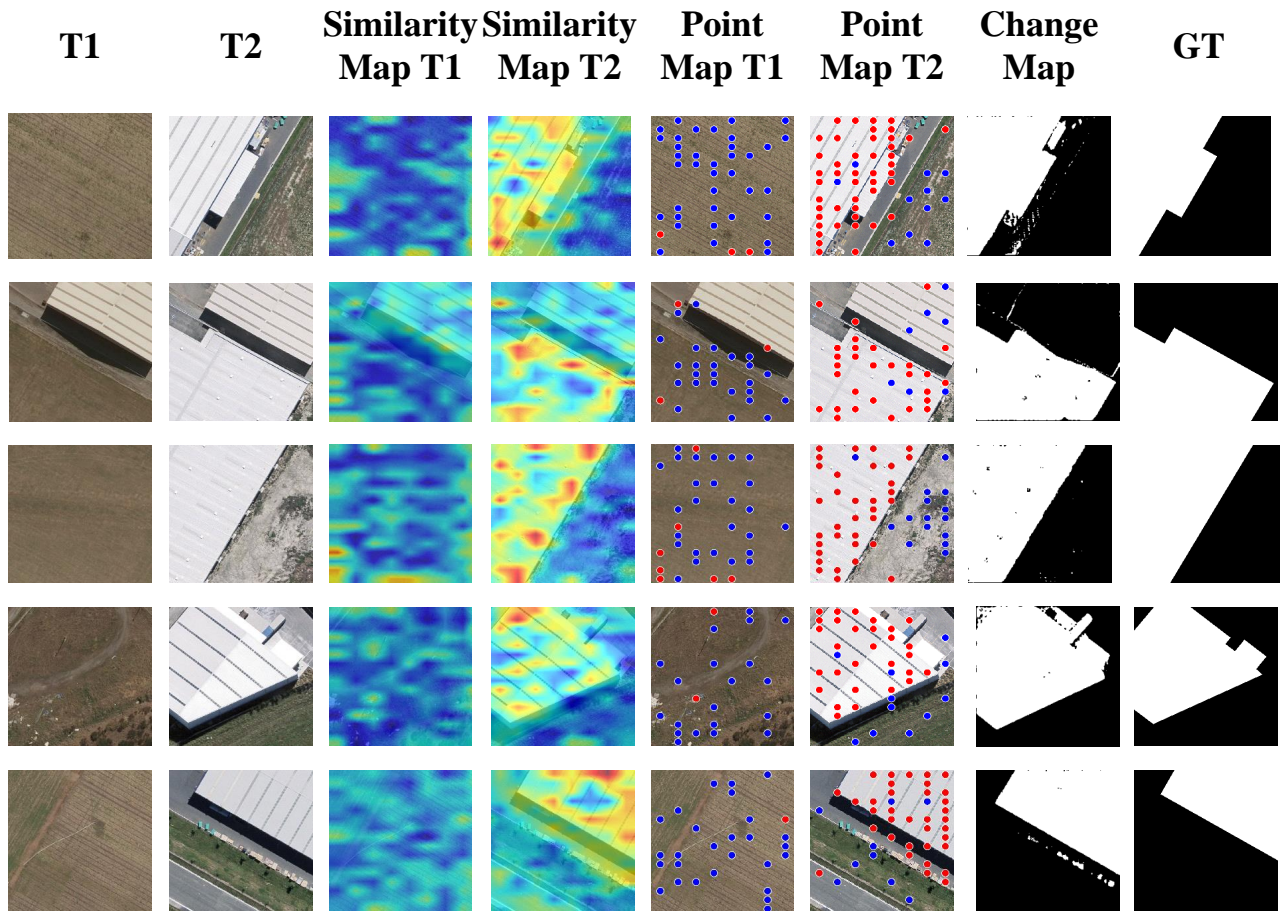 T1
T2
Similarity Map T1
Similarity Map T2
Point Map T1
Point Map T2
Change Map
GT